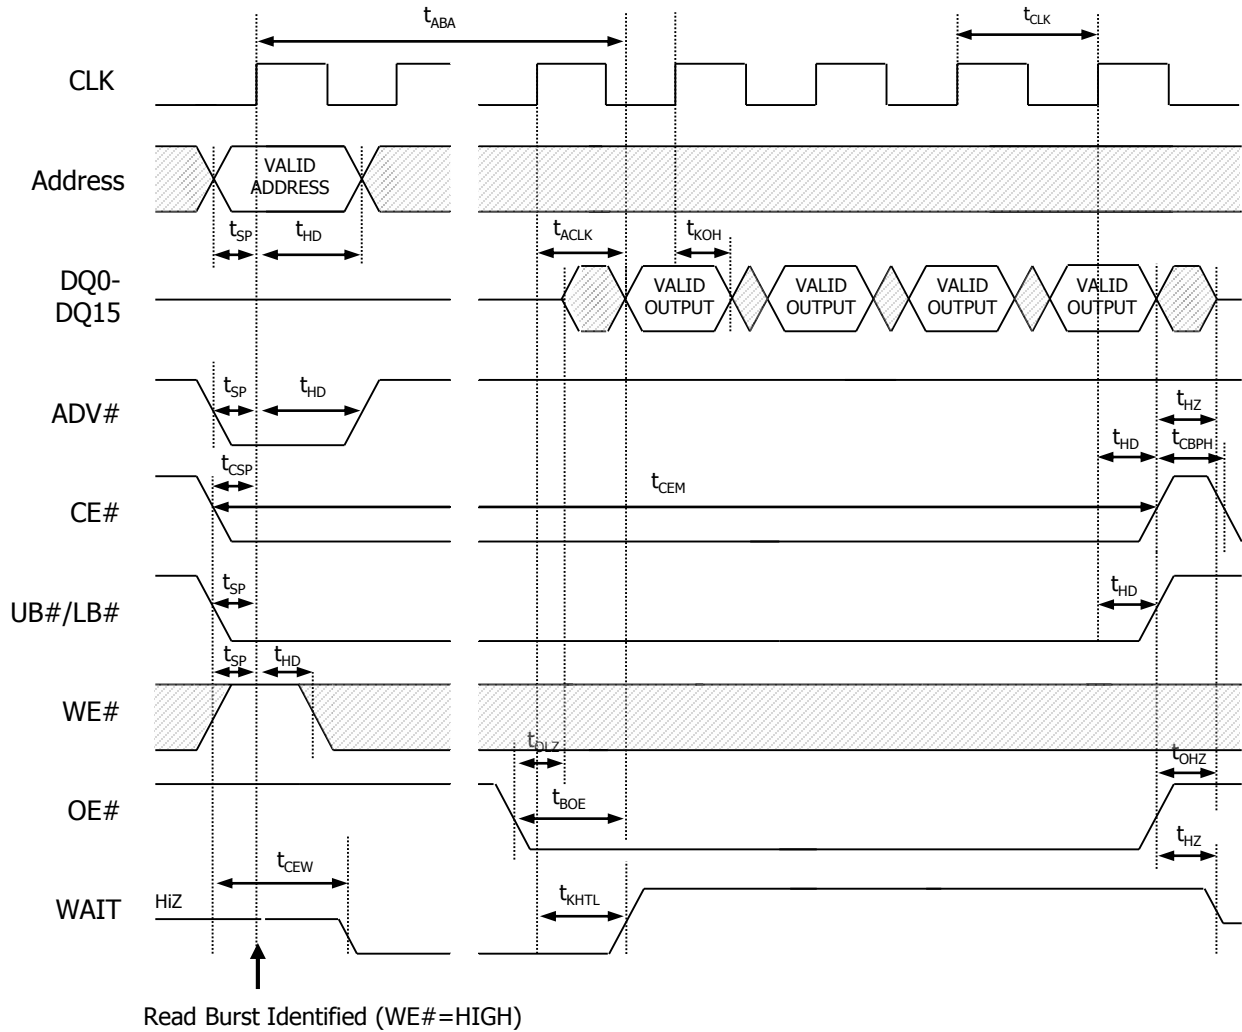 tABA
tCLK
CLK
Address
VALID
ADDRESS
tSP
tHD
tACLK
tKOH
DQ0-
DQ15
VALID
OUTPUT
VALID
OUTPUT
VALID
OUTPUT
VALID
OUTPUT
ADV#
tSP
tHD
tHZ
tHD
tCBPH
CE#
tCSP
tCEM
UB#/LB#
tSP
tHD
WE#
tSP
tHD
tOLZ
OE#
tBOE
tOHZ
tHZ
WAIT
HiZ
tCEW
tKHTL
Read Burst Identified (WE#=HIGH)